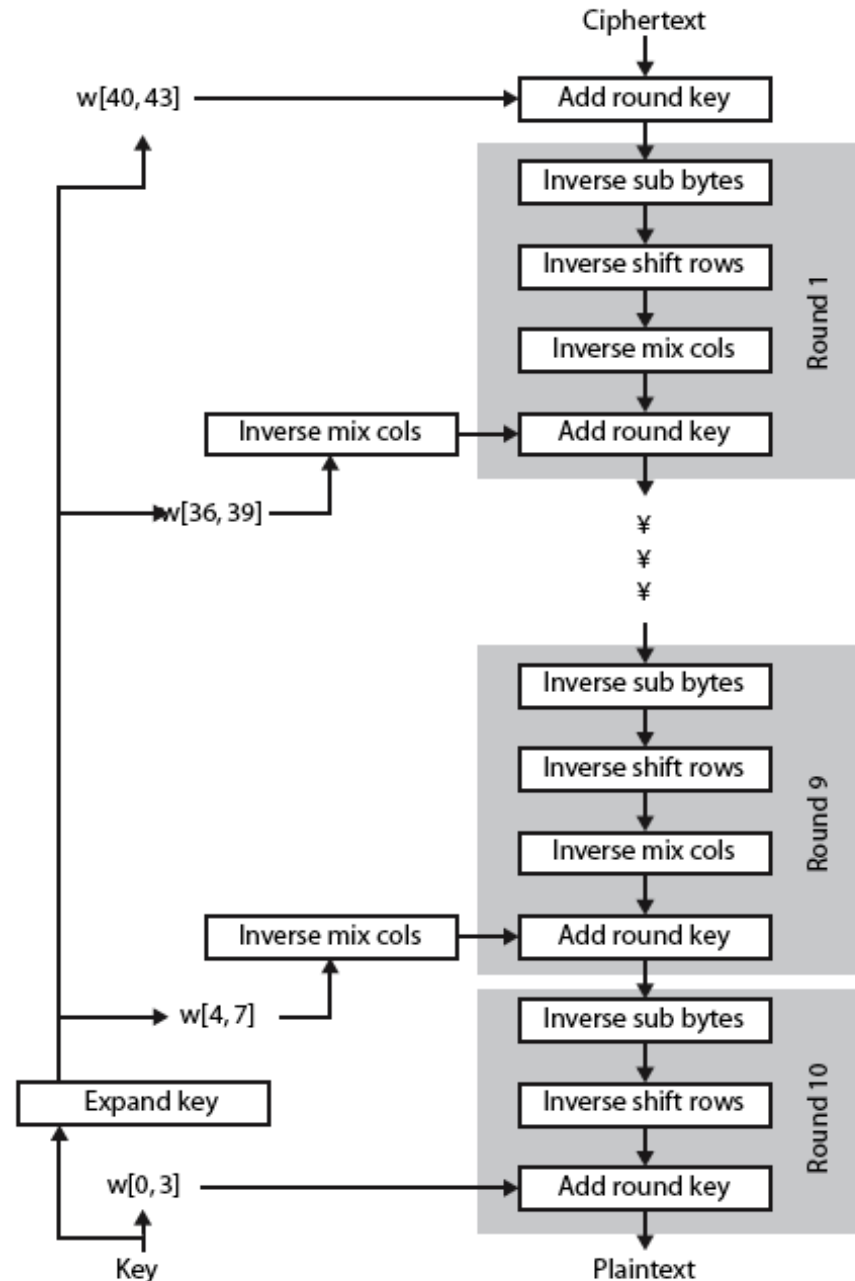 Ciphertext
w[40, 43]
Add round key
Inverse sub bytes
Inverse shift rows
Inverse mix cols
Round 1
Inverse mix cols
Add round key
w[36, 39]
¥
¥
¥
Inverse sub bytes
Inverse shift rows
Inverse mix cols
Round 9
Inverse mix cols
Add round key
w[4, 7]
Inverse sub bytes
Expand key
Inverse shift rows
Round 10
w[0, 3]
Add round key
Key
Plaintext